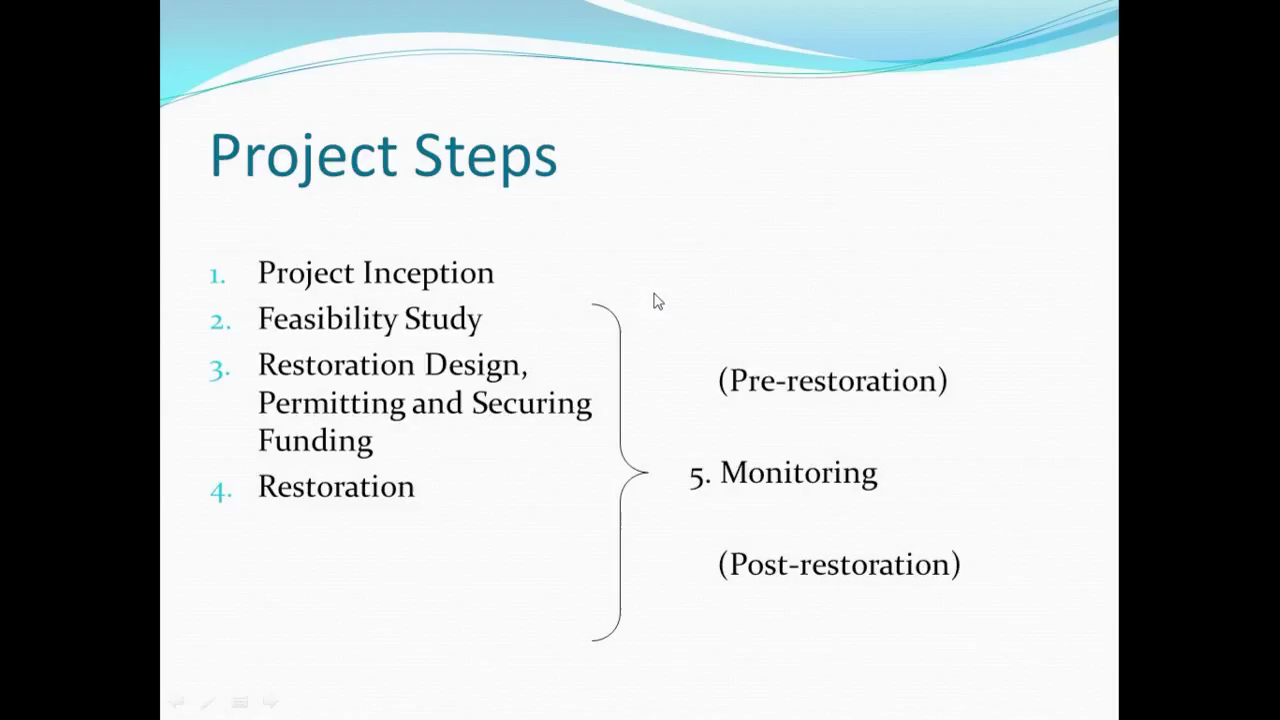 Project Steps
1. Project Inception
2. Feasibility Study
3. Restoration Design,
Permitting and Securing
Funding
4. Restoration
(Pre-restoration)
5. Monitoring
(Post-restoration)